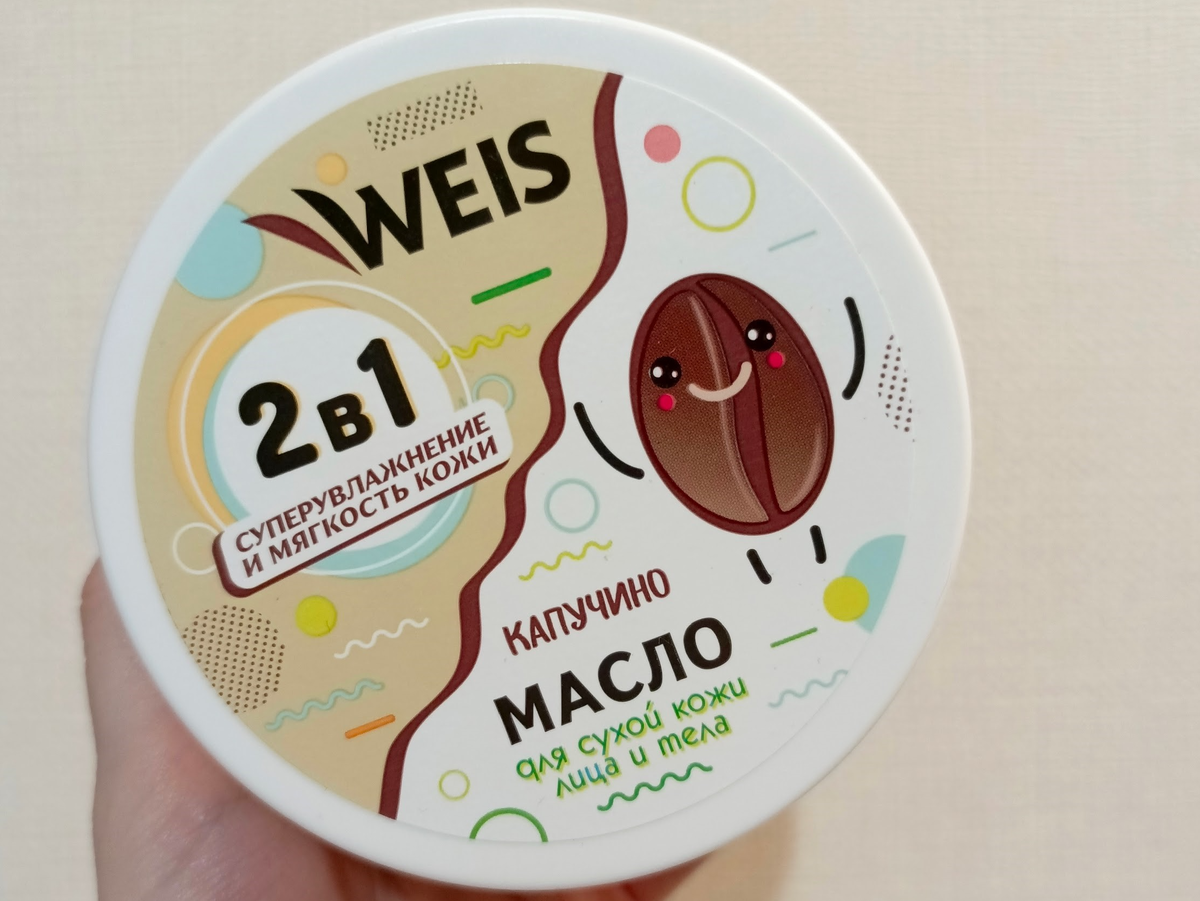 WEIS
2в1
СУПЕРУВЛАЖНЕНИЕ
И МЯГКОСТЬ КОЖИ
КАПУЧИНО
МАСЛО
для сухой кожи
лица и тела